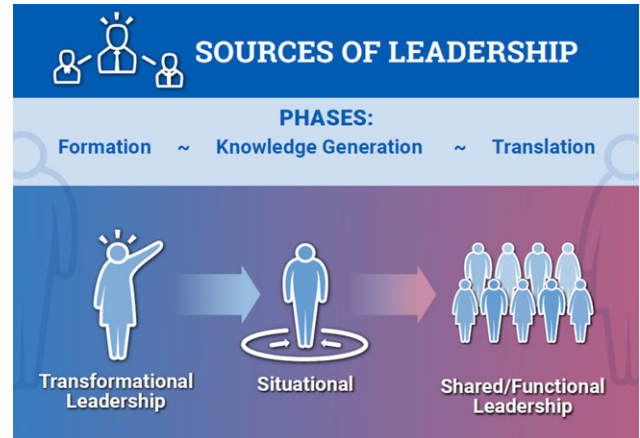 SOURCES OF LEADERSHIP
PHASES:
Formation ~ Knowledge Generation ~ Translation
Transformational
Leadership
Situational
Shared/Functional
Leadership